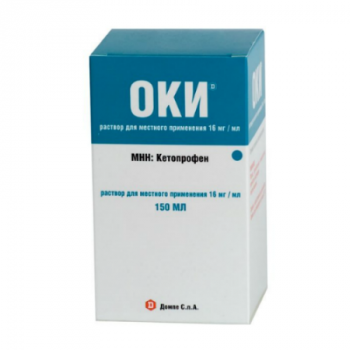 ОКИ®
раствор для местного применения 16 мг / мл
МНН: Кетопрофен
раствор для местного применения 16 мг / мл
150 МЛ
Домпе С.п.А.